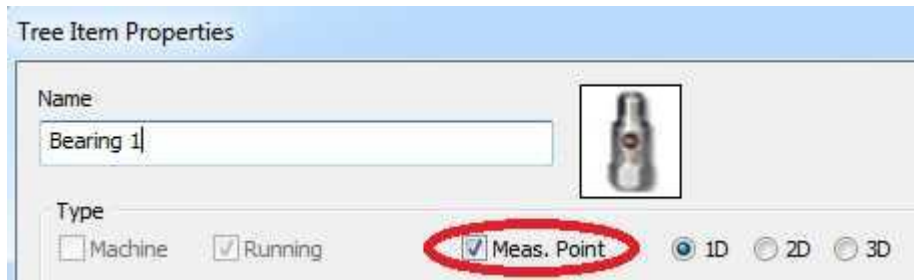 Tree Item Properties
Name
Bearing 1
Type
Machine Running Meas. Point 1D 2D 3D